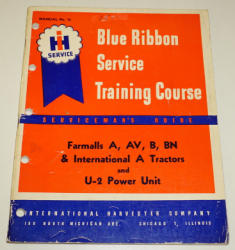 MANUAL No. 
IH
SERVICE
Blue Ribbon
Service
Training Course
SERVICEMAN'S GUIDE
Farmalls A, AV, B, BN
& International A Tractors
and
U-2 Power Unit
INTERNATIONAL HARVESTER COMPANY
180 NORTH MICHIGAN AVE. CHICAGO 1, ILLINOIS